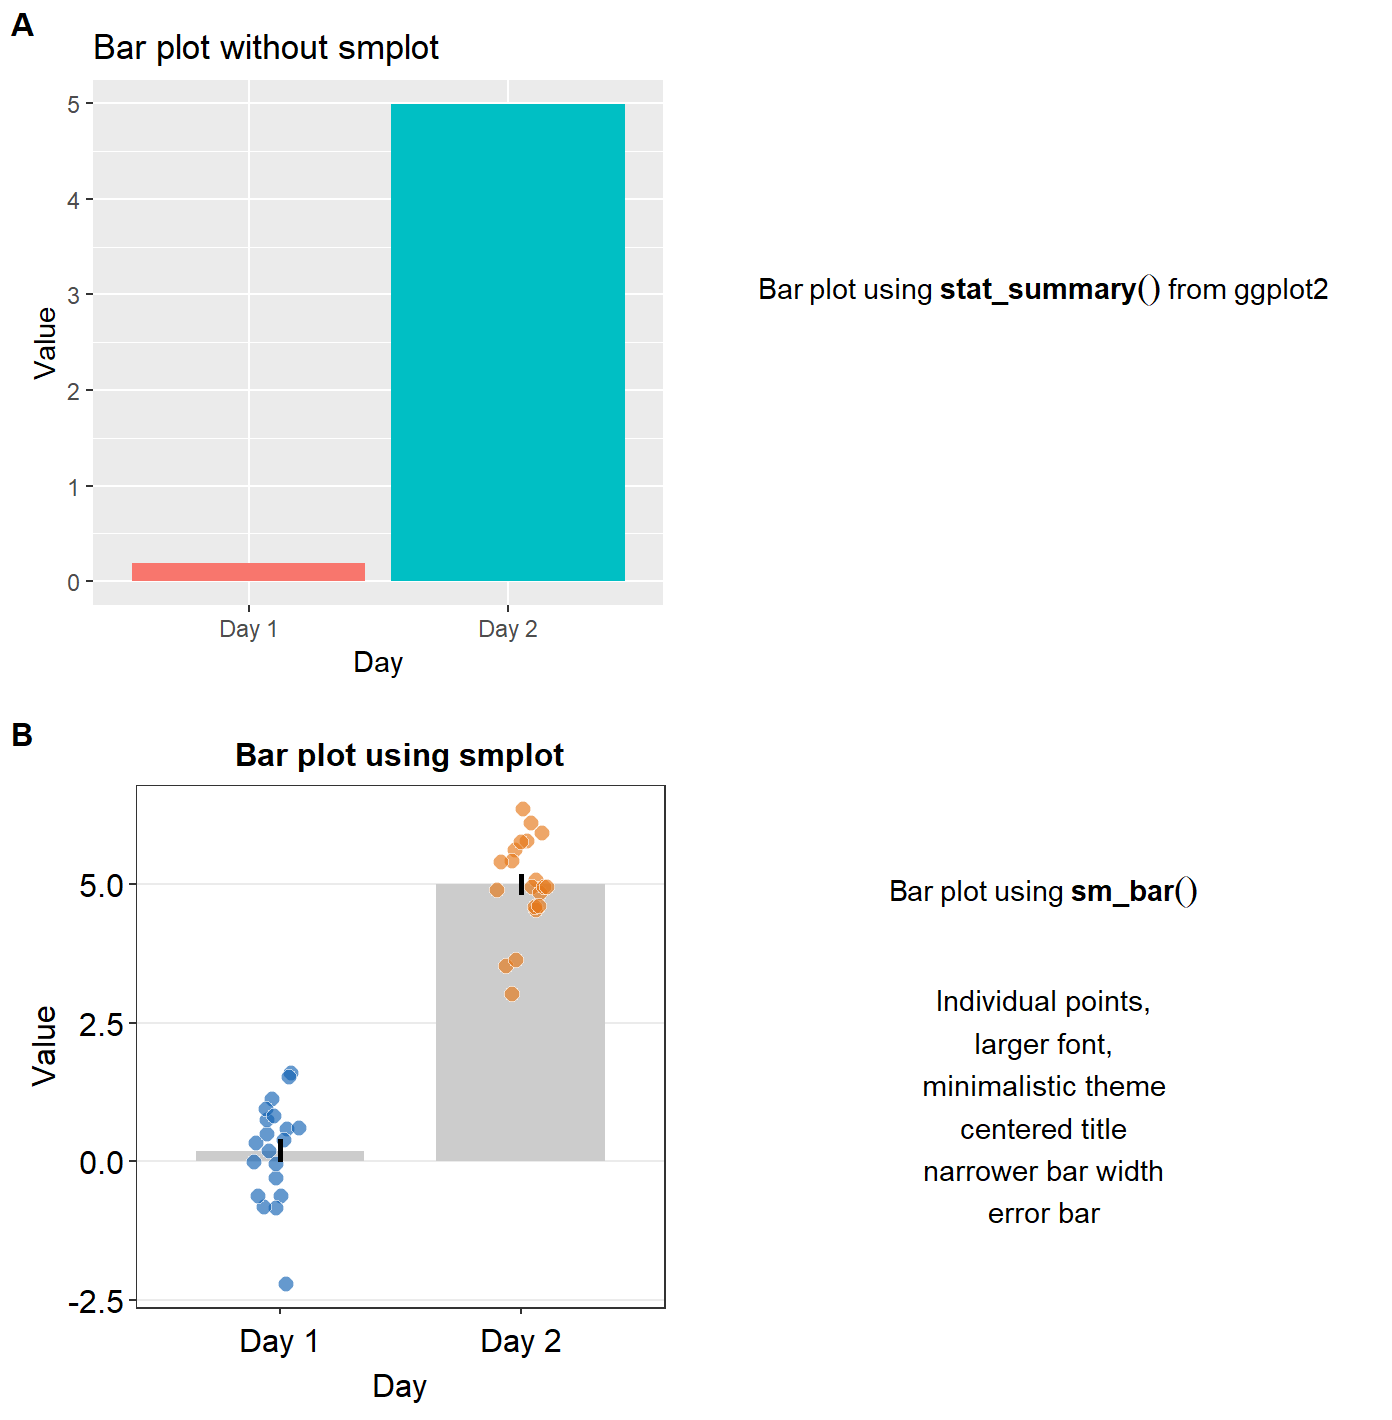 A
Bar plot without smplot
5
4
3
2
1
0
Value
Day 1
Day 2
Day
Bar plot using stat_summary() from ggplot2
B
Bar plot using smplot
5.0
2.5
0.0
-2.5
Value
Day 1
Day 2
Day
Bar plot using sm_bar()
Individual points,
larger font,
minimalistic theme
centered title
narrower bar width
error bar